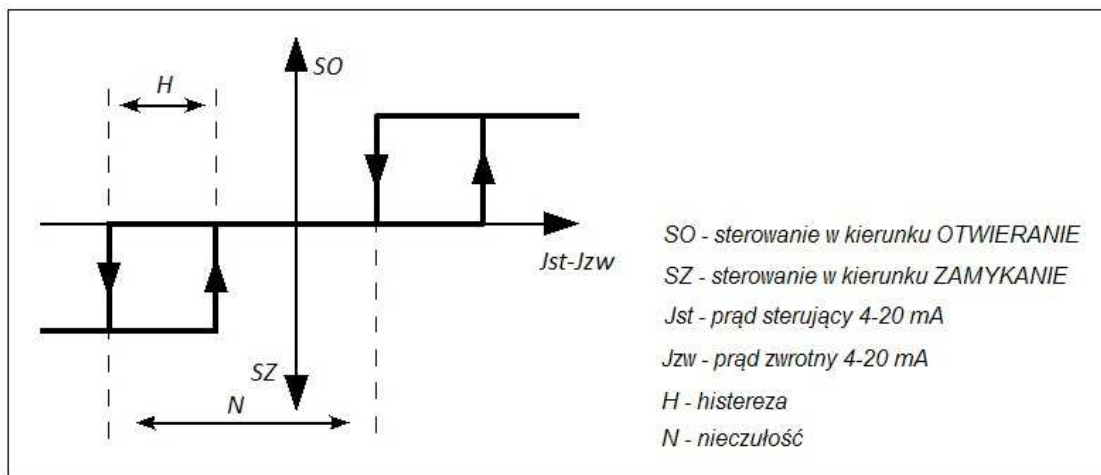 H
SO
Jst-Jzw
SZ
N
SO - sterowanie w kierunku OTWIERANIE
SZ - sterowanie w kierunku ZAMYKANIE
Jst - prąd sterujący 4-20 mA
Jzw - prąd zwrotny 4-20 mA
H - histereza
N - nieczułość